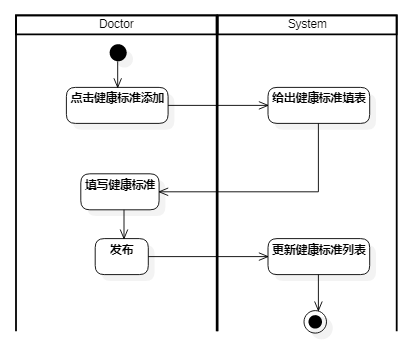 Doctor
System
点击健康标准添加
给出健康标准填表
填写健康标准
发布
更新健康标准列表